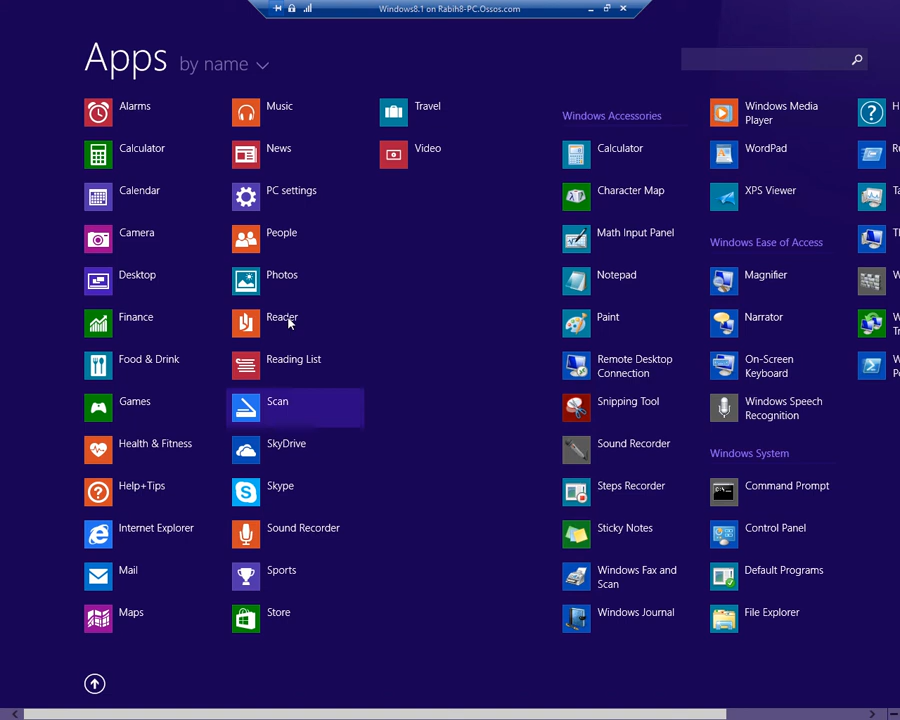 Windows8.1 on Rabih8-PC.Ossos.com
Apps by name
Alarms
Calculator
Calendar
Camera
Desktop
Finance
Food & Drink
Games
Health & Fitness
Help+Tips
Internet Explorer
Mail
Maps
Music
News
PC settings
People
Photos
Reader
Reading List
Scan
SkyDrive
Skype
Sound Recorder
Sports
Store
Travel
Video
Windows Accessories
Calculator
Character Map
Math Input Panel
Notepad
Paint
Remote Desktop
Connection
Snipping Tool
Sound Recorder
Steps Recorder
Sticky Notes
Windows Fax and
Scan
Windows Journal
Windows Media
Player
WordPad
XPS Viewer
Windows Ease of Access
Magnifier
Narrator
On-Screen
Keyboard
Windows Speech
Recognition
Windows System
Command Prompt
Control Panel
Default Programs
File Explorer